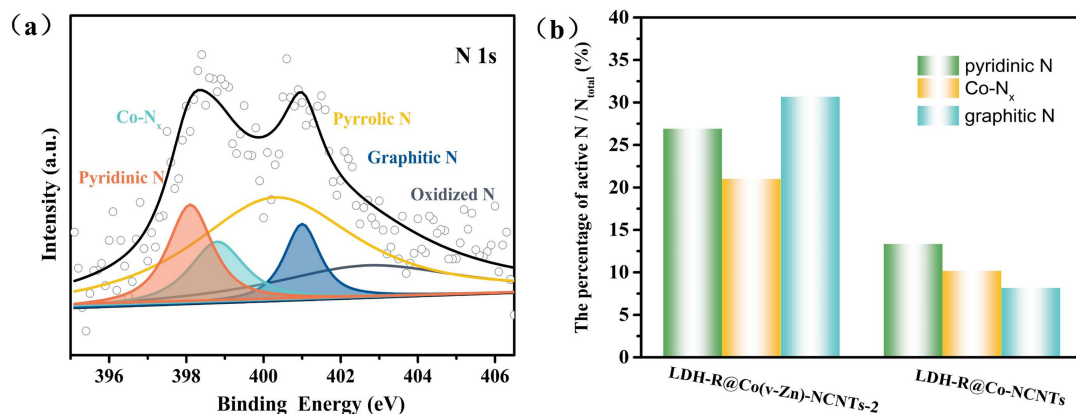 (a)
N 1s
Co-Nx
Pyrrolic N
Pyridinic N
Graphitic N
Oxidized N
Intensity (a.u.)
396 398 400 402 404 406
Binding Energy (eV)
(b)
The percentage of active N / Ntotal (%)
40
35
30
25
20
15
10
5
0
pyridinic N
Co-Nx
graphitic N
LDH-R@Co(v-Zn)-NCNTs-2
LDH-R@Co-NCNTs